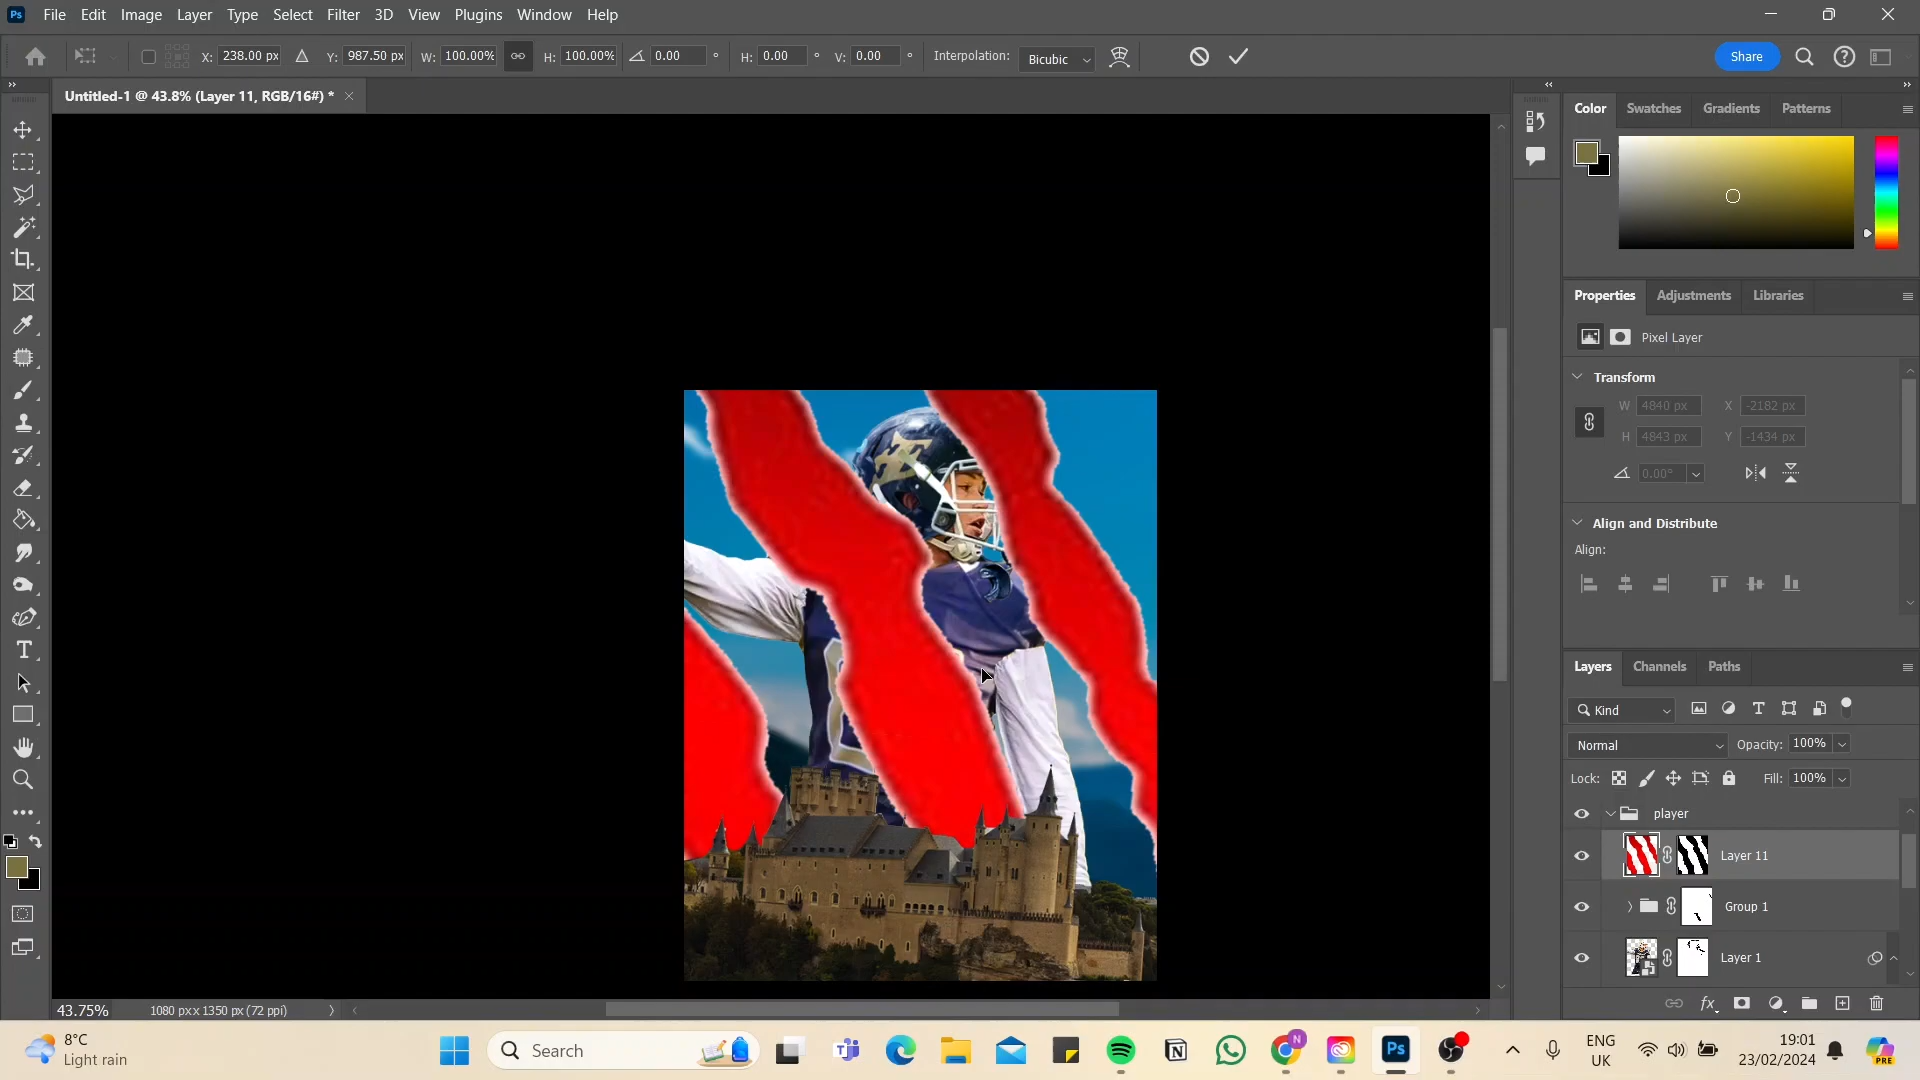 Ps File Edit Image Layer Type Select Filter 3D View Plugins Window Help
X: 238.00 px Y: 987.50 px W: 100.00% H: 100.00% 0.00 ° H: 0.00 ° V: 0.00 ° Interpolation: Bicubic Share
Untitled-1 @ 43.8% (Layer 11, RGB/16#) *
Color Swatches Gradients Patterns
Properties Adjustments Libraries
Pixel Layer
Transform
W 4840 px X -2182 px
H 4843 px Y -1434 px
0.00°
Align and Distribute
Align:
Layers Channels Paths
Kind
Normal Opacity: 100%
Lock: Fill: 100%
player
Layer 11
Group 1
Layer 1
fx
43.75% 1080 px x 1350 px (72 ppi)
8°C
Light rain
Search
N
Ps
ENG
UK
19:01
23/02/2024
PRE